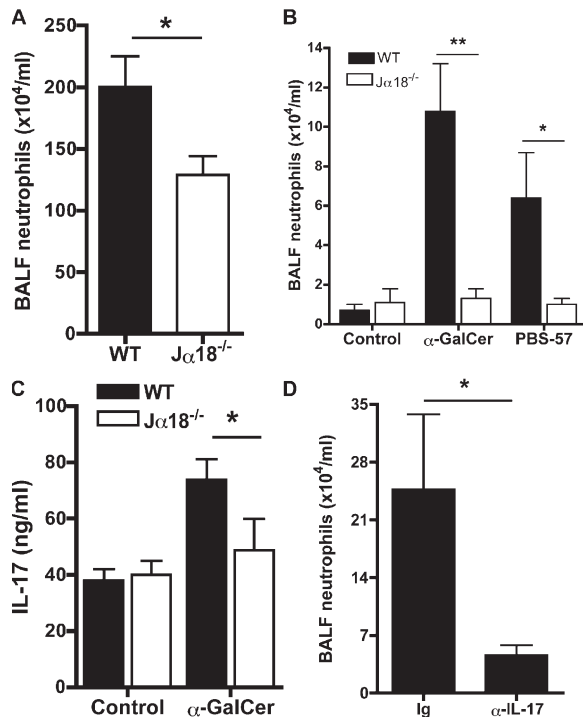 A
*
BALF neutrophils (x10⁴/ml)
250
200
150
100
50
0
WT
Jα18⁻/⁻
B
WT
Jα18⁻/⁻
**
*
BALF neutrophils (x10⁴/ml)
14
12
10
8
6
4
2
0
Control
α-GalCer
PBS-57
C
WT
Jα18⁻/⁻
*
IL-17 (ng/ml)
100
80
60
40
20
0
Control
α-GalCer
D
*
BALF neutrophils (x10⁴/ml)
35
28
21
14
7
0
Ig
α-IL-17